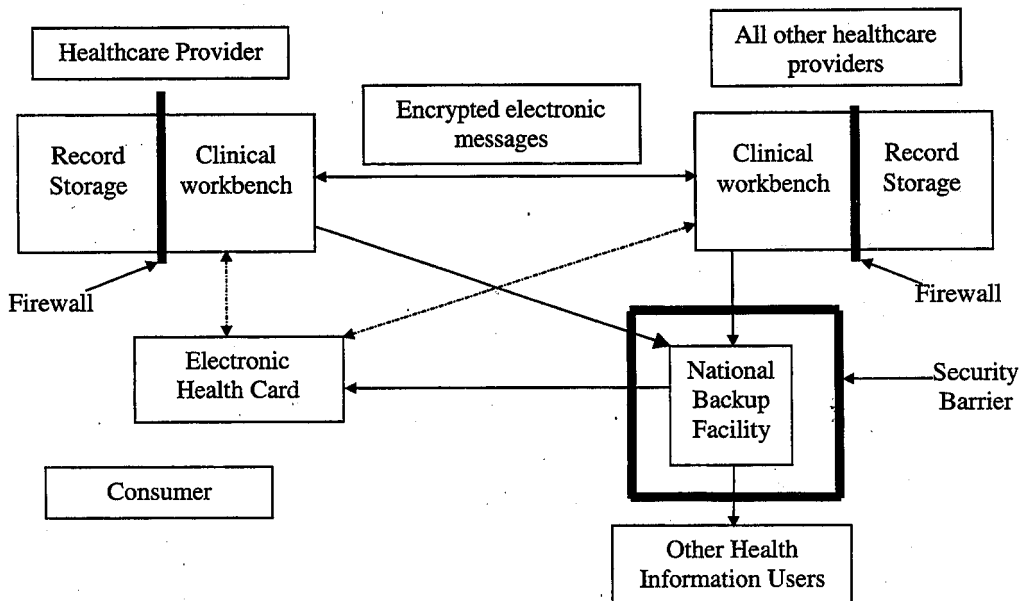 Healthcare Provider
All other healthcare
providers
Encrypted electronic
messages
Record
Storage
Clinical
workbench
Clinical
workbench
Record
Storage
Firewall
Firewall
Electronic
Health Card
National
Backup
Facility
Security
Barrier
Consumer
Other Health
Information Users